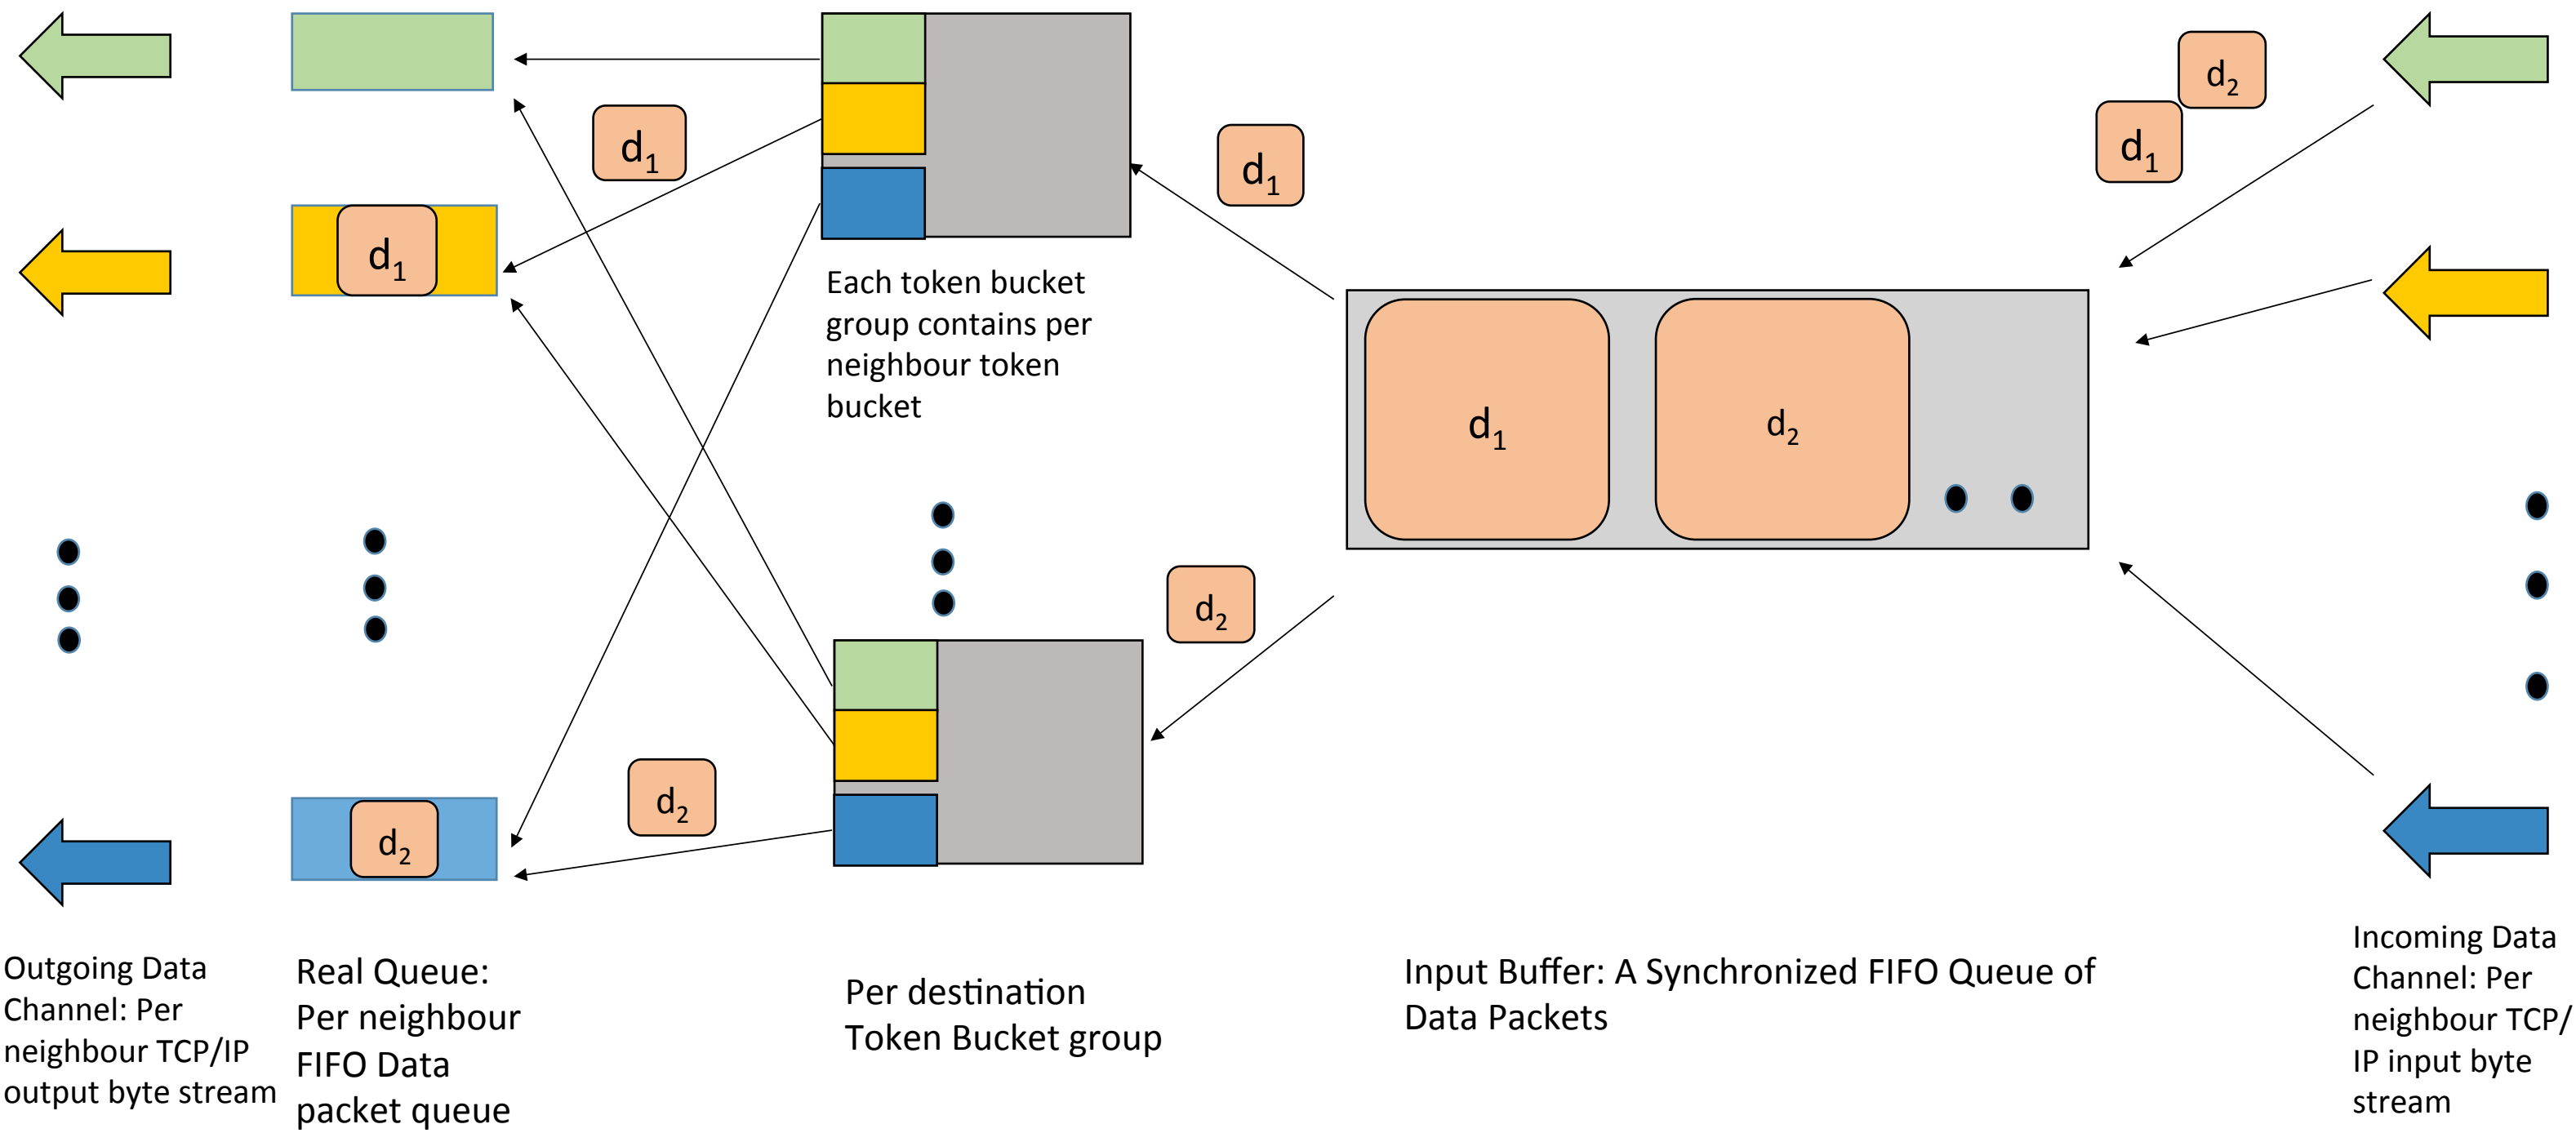 d2
d1
d1
d1
d1
Each token bucket
group contains per
neighbour token
bucket
d1
d2
d2
d2
d2
Outgoing Data
Channel: Per
neighbour TCP/IP
output byte stream
Real Queue:
Per neighbour
FIFO Data
packet queue
Per destination
Token Bucket group
Input Buffer: A Synchronized FIFO Queue of
Data Packets
Incoming Data
Channel: Per
neighbour TCP/
IP input byte
stream